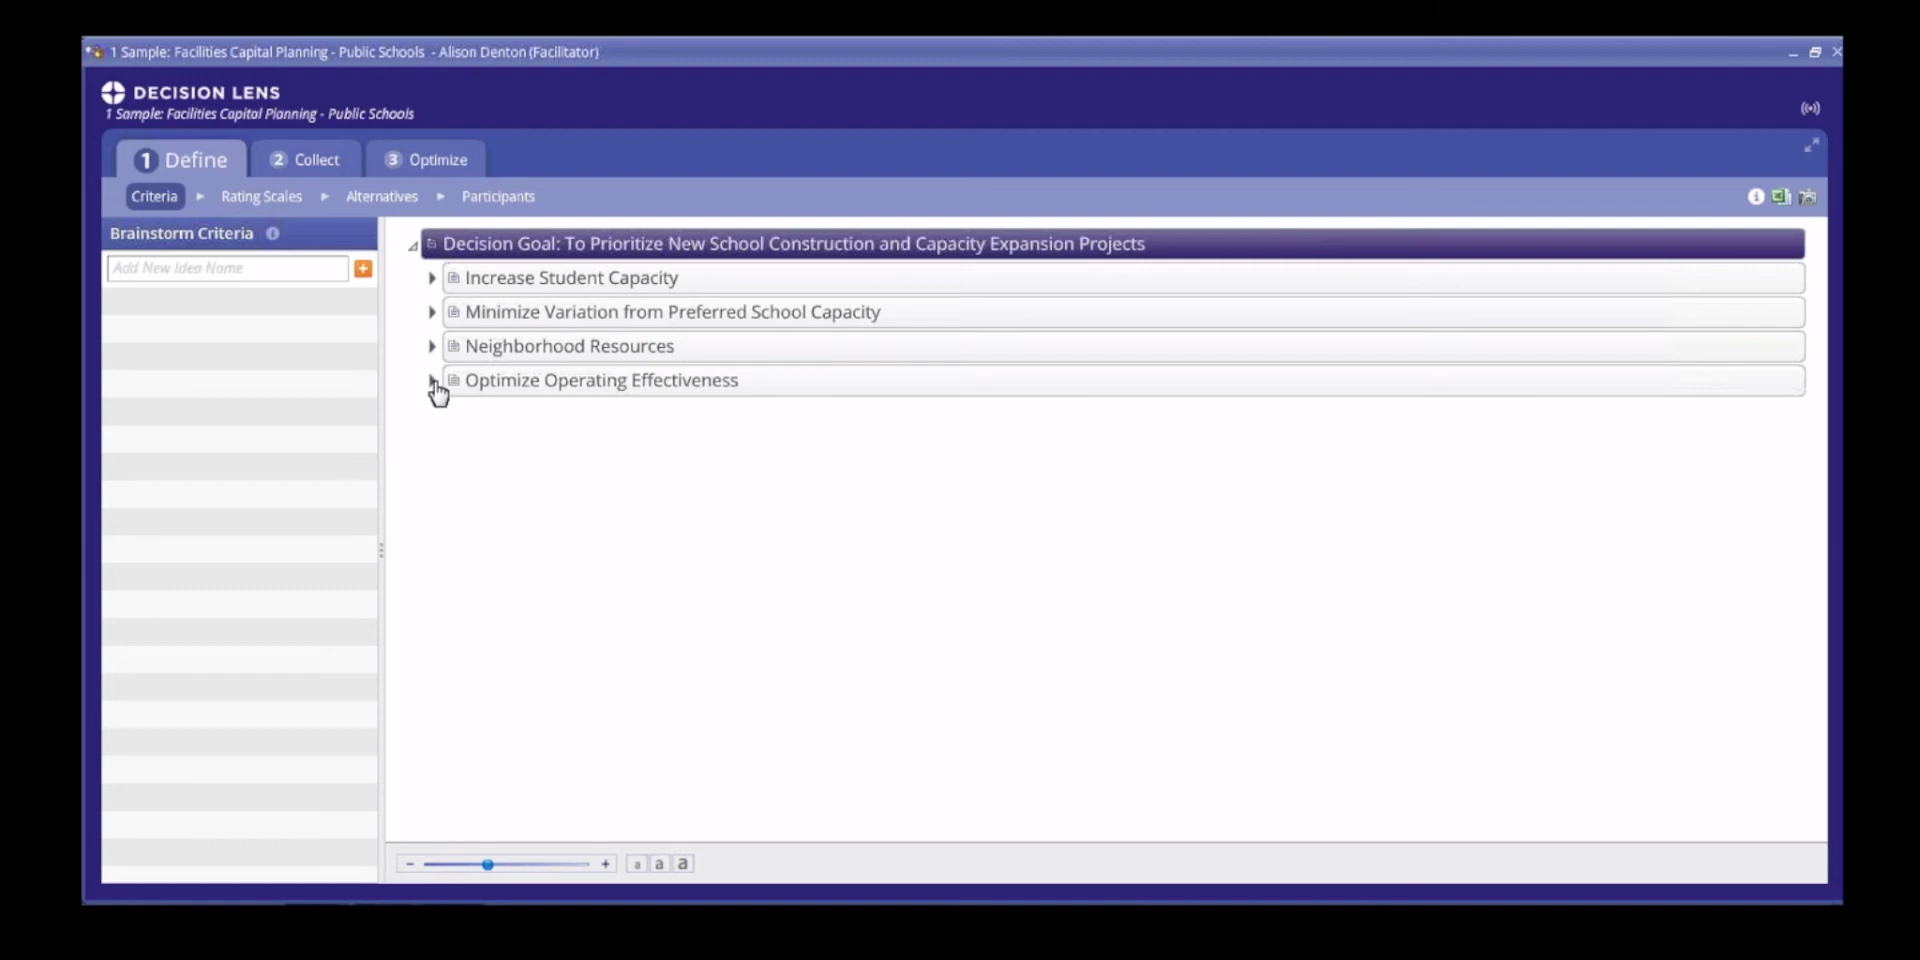 1 Sample: Facilities Capital Planning - Public Schools - Alison Denton (Facilitator)
DECISION LENS
1 Sample: Facilities Capital Planning - Public Schools
1 Define
2 Collect
3 Optimize
Criteria
Rating Scales
Alternatives
Participants
Brainstorm Criteria
Add New Idea Name
Decision Goal: To Prioritize New School Construction and Capacity Expansion Projects
Increase Student Capacity
Minimize Variation from Preferred School Capacity
Neighborhood Resources
Optimize Operating Effectiveness
a a a